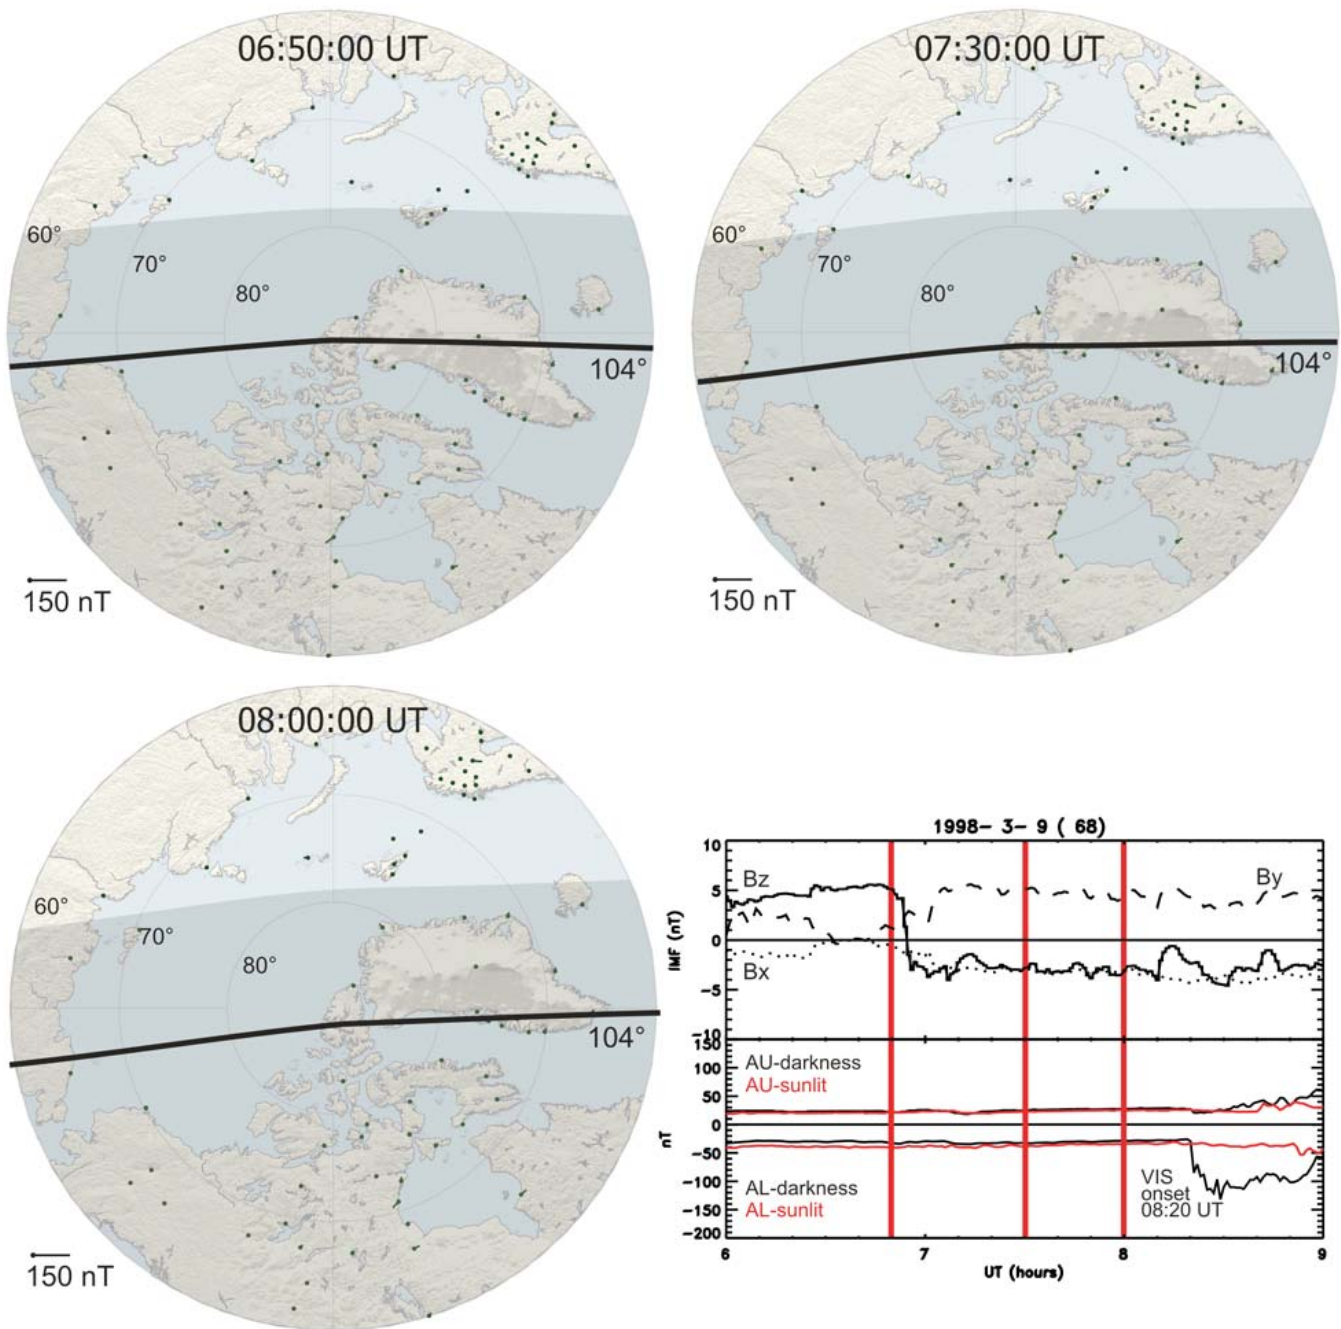 06:50:00 UT
60°
70°
80°
104°
150 nT
07:30:00 UT
60°
70°
80°
104°
150 nT
08:00:00 UT
60°
70°
80°
104°
150 nT
1998- 3- 9 ( 68)
10
5
0
-5
-10
IMF (nT)
Bz
By
Bx
150
100
50
0
-50
-100
-150
-200
nT
AU-darkness
AU-sunlit
AL-darkness
AL-sunlit
VIS
onset
08:20 UT
6 7 8 9
UT (hours)